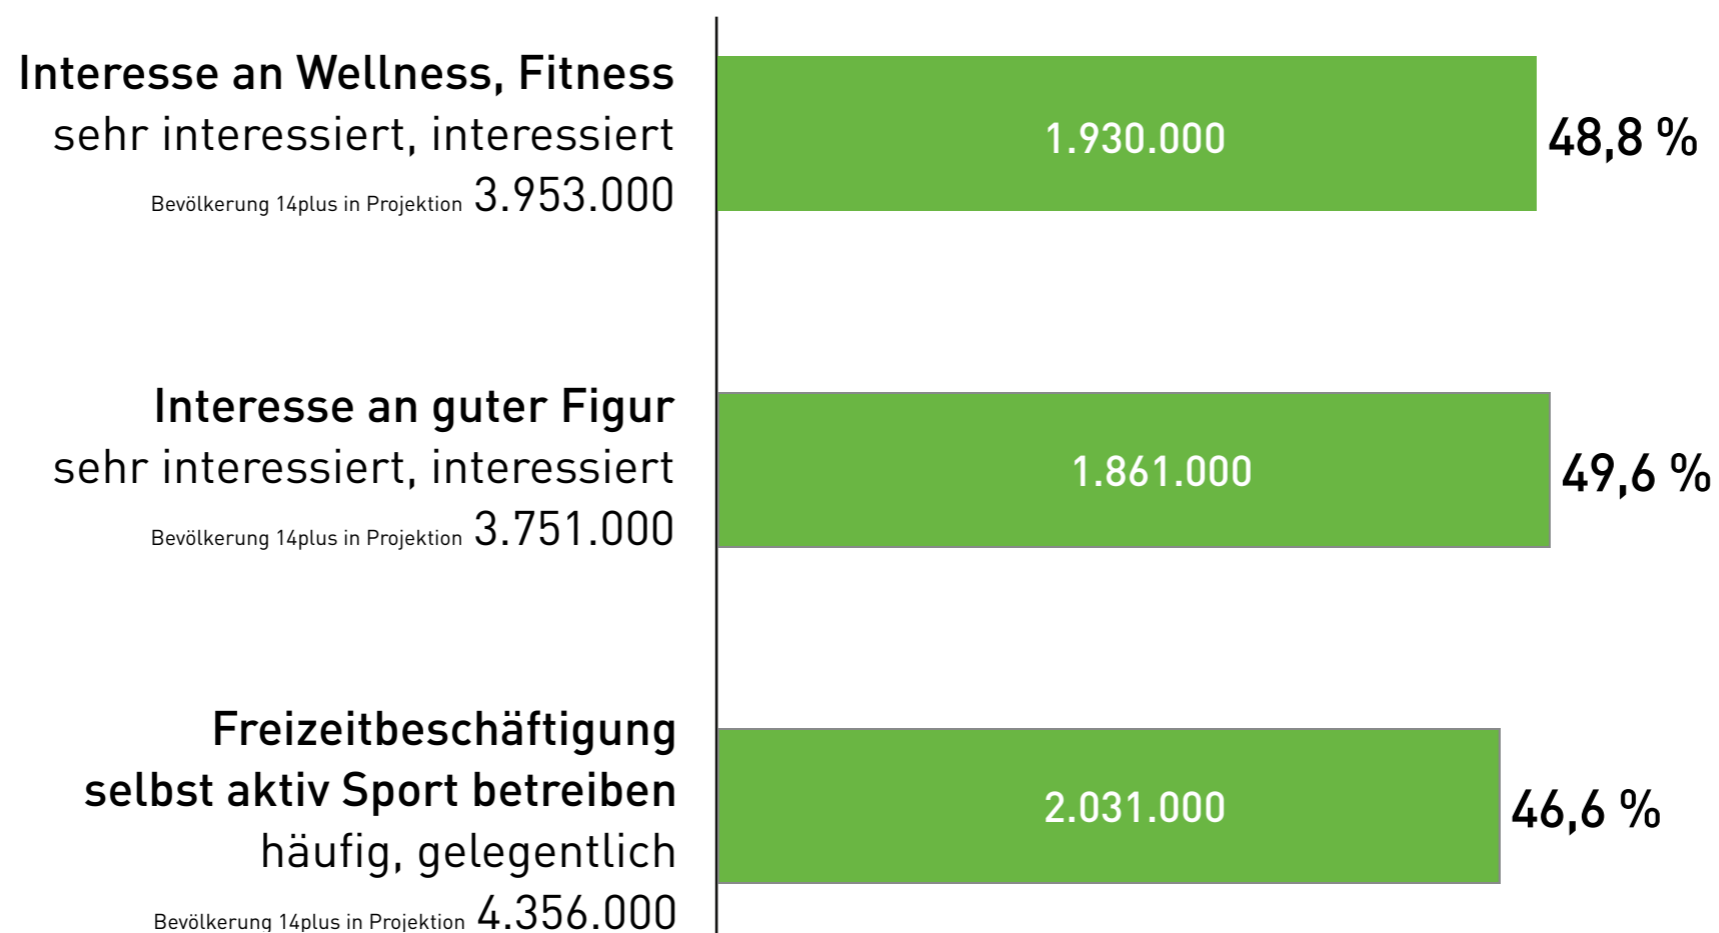 Interesse an Wellness, Fitness
sehr interessiert, interessiert
Bevölkerung 14plus in Projektion 3.953.000
1.930.000
48,8 %
Interesse an guter Figur
sehr interessiert, interessiert
Bevölkerung 14plus in Projektion 3.751.000
1.861.000
49,6 %
Freizeitbeschäftigung
selbst aktiv Sport betreiben
häufig, gelegentlich
Bevölkerung 14plus in Projektion 4.356.000
2.031.000
46,6 %